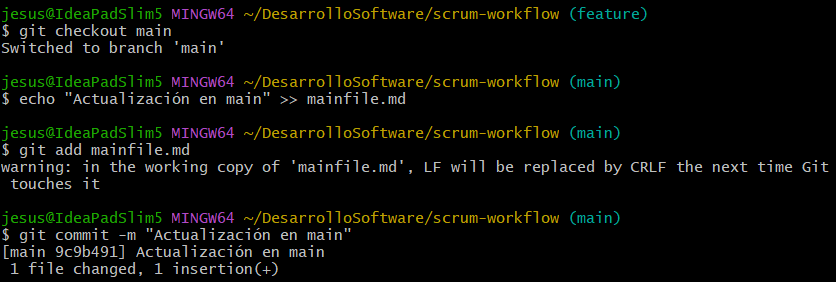 jesus@IdeaPadSlim5 MINGW64 ~/DesarrolloSoftware/scrum-workflow (feature)
$ git checkout main
Switched to branch 'main'
jesus@IdeaPadSlim5 MINGW64 ~/DesarrolloSoftware/scrum-workflow (main)
$ echo "Actualización en main" >> mainfile.md
jesus@IdeaPadSlim5 MINGW64 ~/DesarrolloSoftware/scrum-workflow (main)
$ git add mainfile.md
warning: in the working copy of 'mainfile.md', LF will be replaced by CRLF the next time Git
 touches it
jesus@IdeaPadSlim5 MINGW64 ~/DesarrolloSoftware/scrum-workflow (main)
$ git commit -m "Actualización en main"
[main 9c9b491] Actualización en main
 1 file changed, 1 insertion(+)